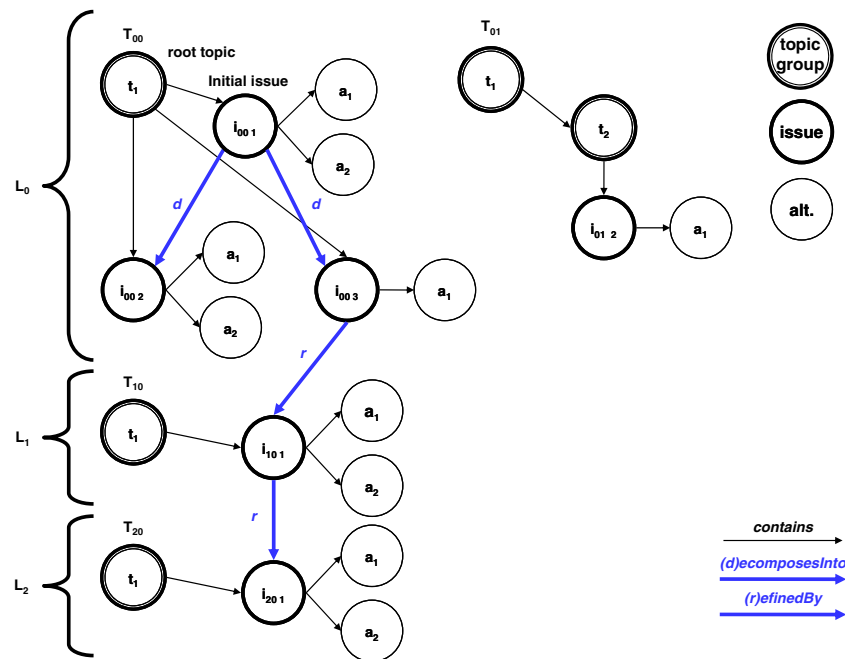 T00
T01
root topic
topic
group
t1
Initial issue
a1
t1
i00 1
t2
issue
a2
L0
d
d
alt.
a1
i01 2
a1
i00 2
i00 3
a1
a2
r
T10
a1
L1
t1
i10 1
a2
r
T20
contains
a1
(d)ecomposesInto
L2
t1
i20 1
(r)efinedBy
a2